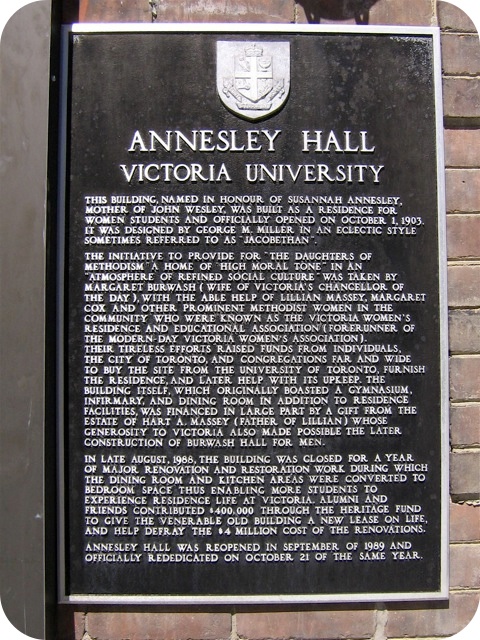 ANNESLEY HALL
VICTORIA UNIVERSITY
THIS BUILDING, NAMED IN HONOUR OF SUSANNAH ANNESLEY,
MOTHER OF JOHN WESLEY, WAS BUILT AS A RESIDENCE FOR
WOMEN STUDENTS AND OFFICIALLY OPENED ON OCTOBER 1, 1903.
IT WAS DESIGNED BY GEORGE M. MILLER IN AN ECLECTIC STYLE
SOMETIMES REFERRED TO AS "JACOBETHAN".
THE INITIATIVE TO PROVIDE FOR "THE DAUGHTERS OF
METHODISM" A HOME OF "HIGH MORAL TONE" IN AN
"ATMOSPHERE OF REFINED SOCIAL CULTURE" WAS TAKEN BY
MARGARET BURWASH (WIFE OF VICTORIA'S CHANCELLOR OF
THE DAY), WITH THE ABLE HELP OF LILLIAN MASSEY, MARGARET
COX AND OTHER PROMINENT METHODIST WOMEN IN THE
COMMUNITY WHO WERE KNOWN AS THE VICTORIA WOMEN'S
RESIDENCE AND EDUCATIONAL ASSOCIATION (FORERUNNER OF
THE MODERN-DAY VICTORIA WOMEN'S ASSOCIATION).
THEIR TIRELESS EFFORTS RAISED FUNDS FROM INDIVIDUALS,
THE CITY OF TORONTO, AND CONGREGATIONS FAR AND WIDE
TO BUY THE SITE FROM THE UNIVERSITY OF TORONTO, FURNISH
THE RESIDENCE, AND LATER HELP WITH ITS UPKEEP. THE
BUILDING ITSELF, WHICH ORIGINALLY BOASTED A GYMNASIUM,
INFIRMARY, AND DINING ROOM IN ADDITION TO RESIDENCE
FACILITIES, WAS FINANCED IN LARGE PART BY A GIFT FROM THE
ESTATE OF HART A. MASSEY (FATHER OF LILLIAN) WHOSE
GENEROSITY TO VICTORIA ALSO MADE POSSIBLE THE LATER
CONSTRUCTION OF BURWASH HALL FOR MEN.
IN LATE AUGUST, 1988, THE BUILDING WAS CLOSED FOR A YEAR
OF MAJOR RENOVATION AND RESTORATION WORK DURING WHICH
THE DINING ROOM AND KITCHEN AREAS WERE CONVERTED TO
BEDROOM SPACE THUS ENABLING MORE STUDENTS TO
EXPERIENCE RESIDENCE LIFE AT VICTORIA. ALUMNI AND
FRIENDS CONTRIBUTED $400,000 THROUGH THE HERITAGE FUND
TO GIVE THE VENERABLE OLD BUILDING A NEW LEASE ON LIFE,
AND HELP DEFRAY THE $4 MILLION COST OF THE RENOVATIONS.
ANNESLEY HALL WAS REOPENED IN SEPTEMBER OF 1989 AND
OFFICIALLY REDEDICATED ON OCTOBER 21 OF THE SAME YEAR.